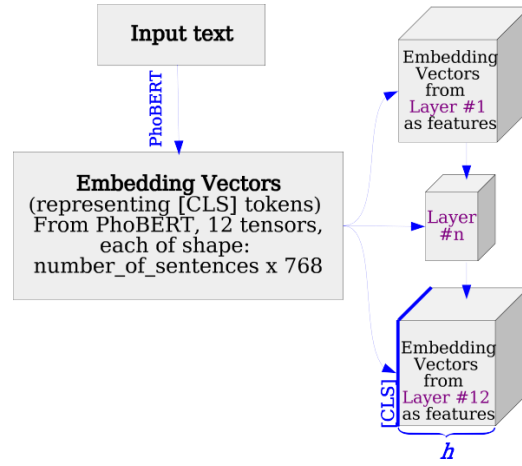 Input text
PhoBERT
Embedding Vectors
(representing [CLS] tokens)
From PhoBERT, 12 tensors,
each of shape:
number_of_sentences x 768
Embedding
Vectors
from
Layer #1
as features
Layer
#n
Embedding
Vectors
from
Layer #12
as features
[CLS]
h